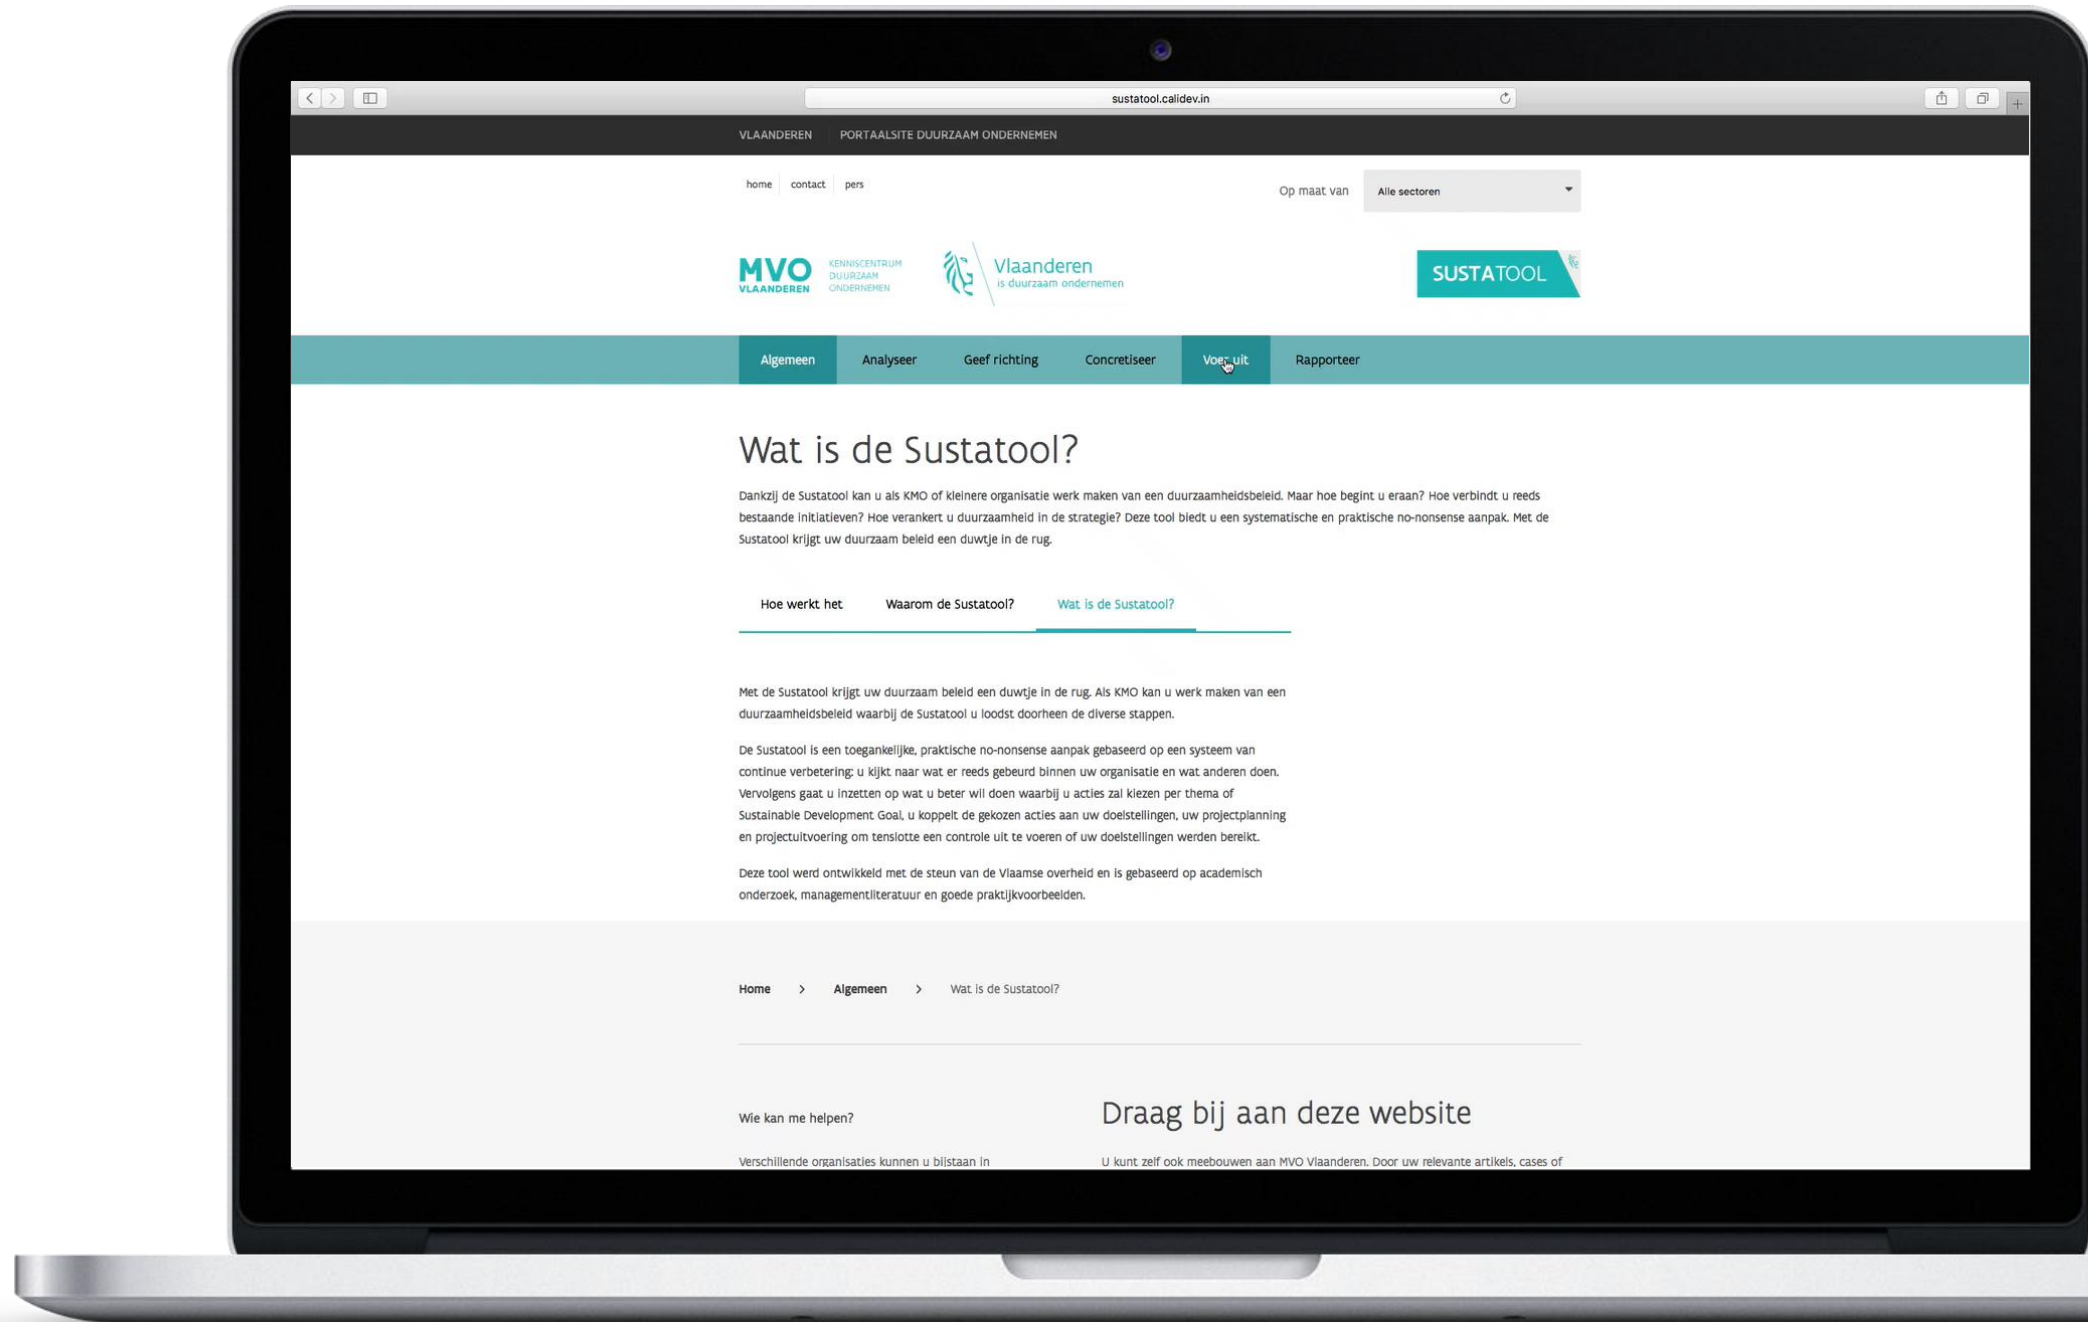 sustatool.calidev.in
VLAANDEREN PORTAALSITE DUURZAAM ONDERNEMEN
home contact pers
Op maat van Alle sectoren
MVO VLAANDEREN
KENNISCENTRUM
DUURZAAM
ONDERNEMEN
Vlaanderen
is duurzaam ondernemen
SUSTATOOL
Algemeen Analyseer Geef richting Concretiseer Voer uit Rapporteer
Wat is de Sustatool?
Dankzij de Sustatool kan u als KMO of kleinere organisatie werk maken van een duurzaamheidsbeleid. Maar hoe begint u eraan? Hoe verbindt u reeds
bestaande initiatieven? Hoe verankert u duurzaamheid in de strategie? Deze tool biedt u een systematische en praktische no-nonsense aanpak. Met de
Sustatool krijgt uw duurzaam beleid een duwtje in de rug.
Hoe werkt het Waarom de Sustatool? Wat is de Sustatool?
Met de Sustatool krijgt uw duurzaam beleid een duwtje in de rug. Als KMO kan u werk maken van een
duurzaamheidsbeleid waarbij de Sustatool u loodst doorheen de diverse stappen.
De Sustatool is een toegankelijke, praktische no-nonsense aanpak gebaseerd op een systeem van
continue verbetering: u kijkt naar wat er reeds gebeurd binnen uw organisatie en wat anderen doen.
Vervolgens gaat u inzetten op wat u beter wil doen waarbij u acties zal kiezen per thema of
Sustainable Development Goal, u koppelt de gekozen acties aan uw doelstellingen, uw projectplanning
en projectuitvoering om tenslotte een controle uit te voeren of uw doelstellingen werden bereikt.
Deze tool werd ontwikkeld met de steun van de Vlaamse overheid en is gebaseerd op academisch
onderzoek, managementliteratuur en goede praktijkvoorbeelden.
Home > Algemeen > Wat is de Sustatool?
Wie kan me helpen?
Verschillende organisaties kunnen u bijstaan in
Draag bij aan deze website
U kunt zelf ook meebouwen aan MVO Vlaanderen. Door uw relevante artikels, cases of